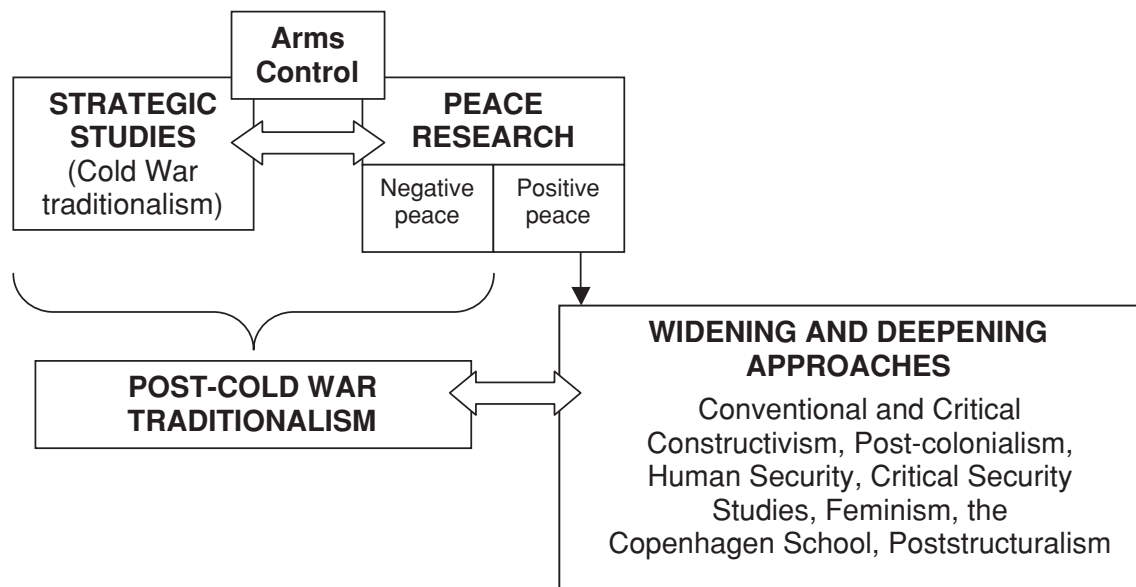 Arms
Control
STRATEGIC
STUDIES
(Cold War
traditionalism)
PEACE
RESEARCH
Negative
peace
Positive
peace
POST-COLD WAR
TRADITIONALISM
WIDENING AND DEEPENING
APPROACHES
Conventional and Critical
Constructivism, Post-colonialism,
Human Security, Critical Security
Studies, Feminism, the
Copenhagen School, Poststructuralism